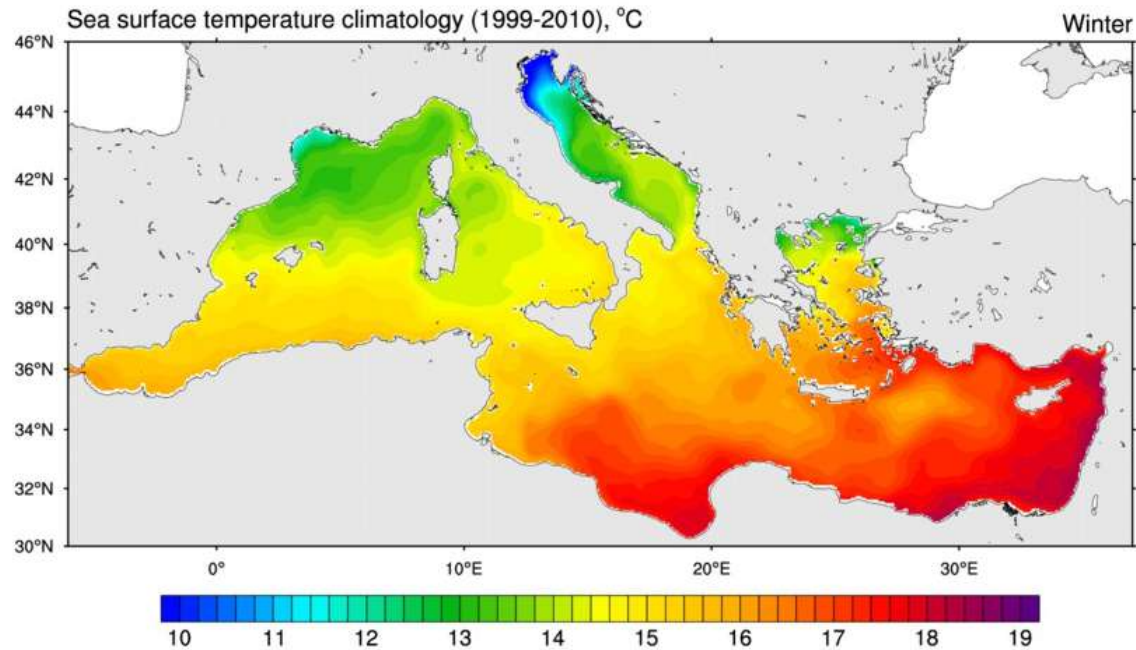 Sea surface temperature climatology (1999-2010), °C
Winter
46°N
44°N
42°N
40°N
38°N
36°N
34°N
32°N
30°N
0°
10°E
20°E
30°E
10 11 12 13 14 15 16 17 18 19